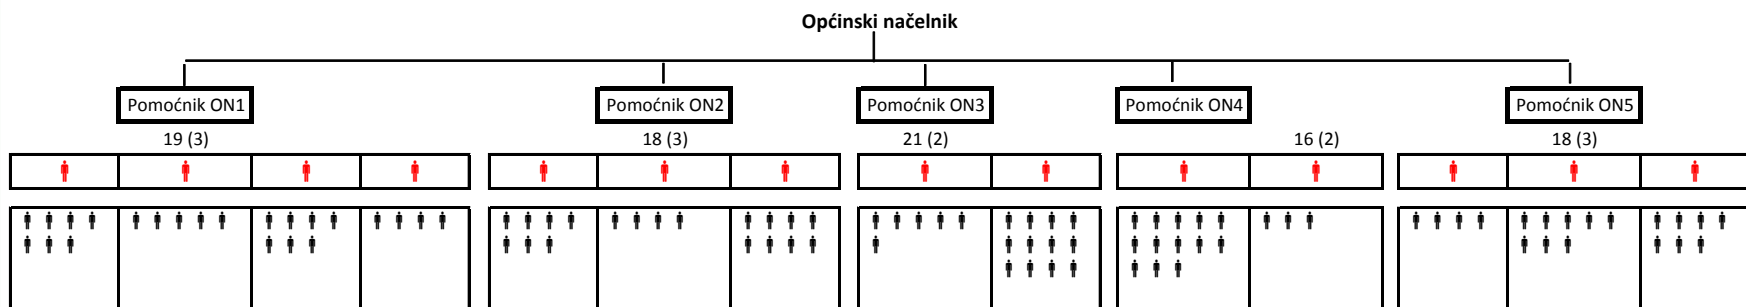 Općinski načelnik
Pomoćnik ON1
Pomoćnik ON2
Pomoćnik ON3
Pomoćnik ON4
Pomoćnik ON5
19 (3)
18 (3)
21 (2)
16 (2)
18 (3)